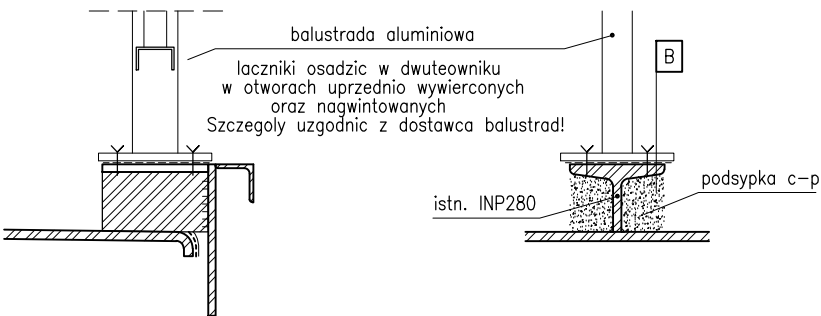 balustrada aluminiowa
laczniki osadzic w dwuteowniku
w otworach uprzednio wywierconych
oraz nagwintowanych
Szczegoly uzgodnic z dostawca balustrad!
B
podsypka c-p
istn. INP280